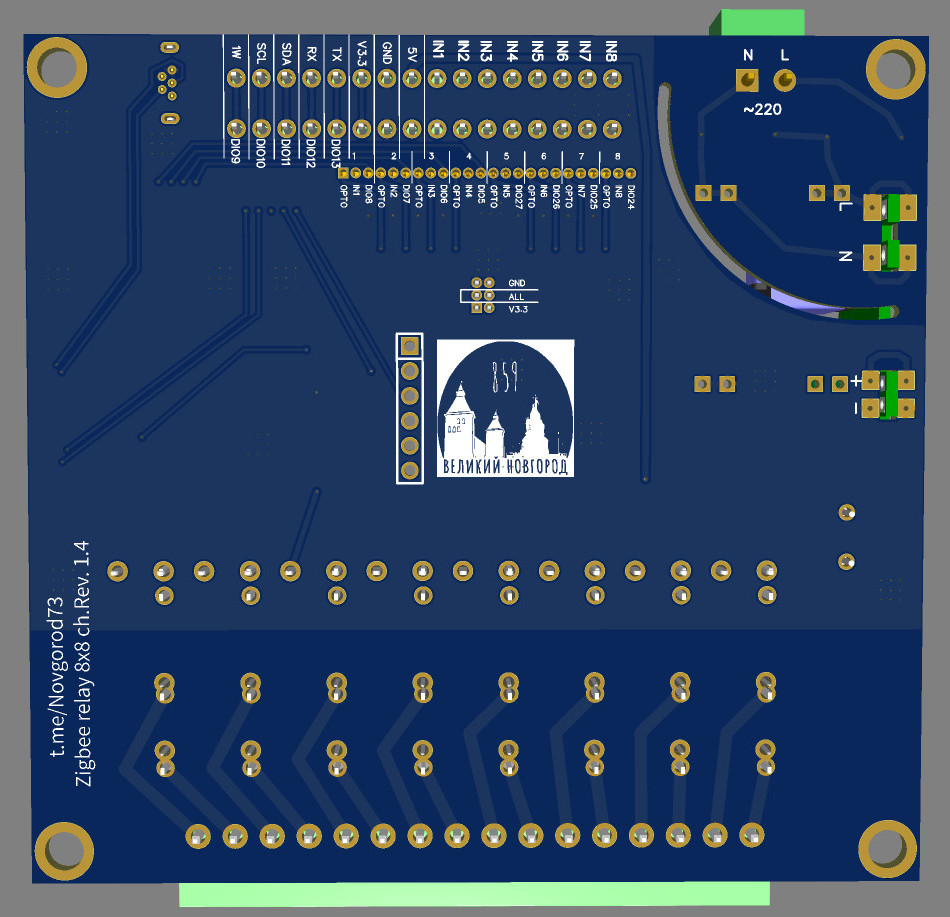 1W SCL SDA RX TX V3.3 GND 5V IN1 IN2 IN3 IN4 IN5 IN6 IN7 IN8
N L
~220
DIO9 DIO10 DIO11 DIO12 DIO13
1 2 3 4 5 6 7 8
OPTO IN1 DIO8 OPTO IN2 DIO7 OPTO IN3 DIO6 OPTO IN4 DIO5 OPTO IN5 DIO27 OPTO IN6 DIO26 OPTO IN7 DIO25 OPTO IN8 DIO24
L
N
GND
ALL
V3.3
+
-
859
ВЕЛИКИЙ НОВГОРОД
t.me/Novgorod73
Zigbee relay 8x8 ch.Rev. 1.4